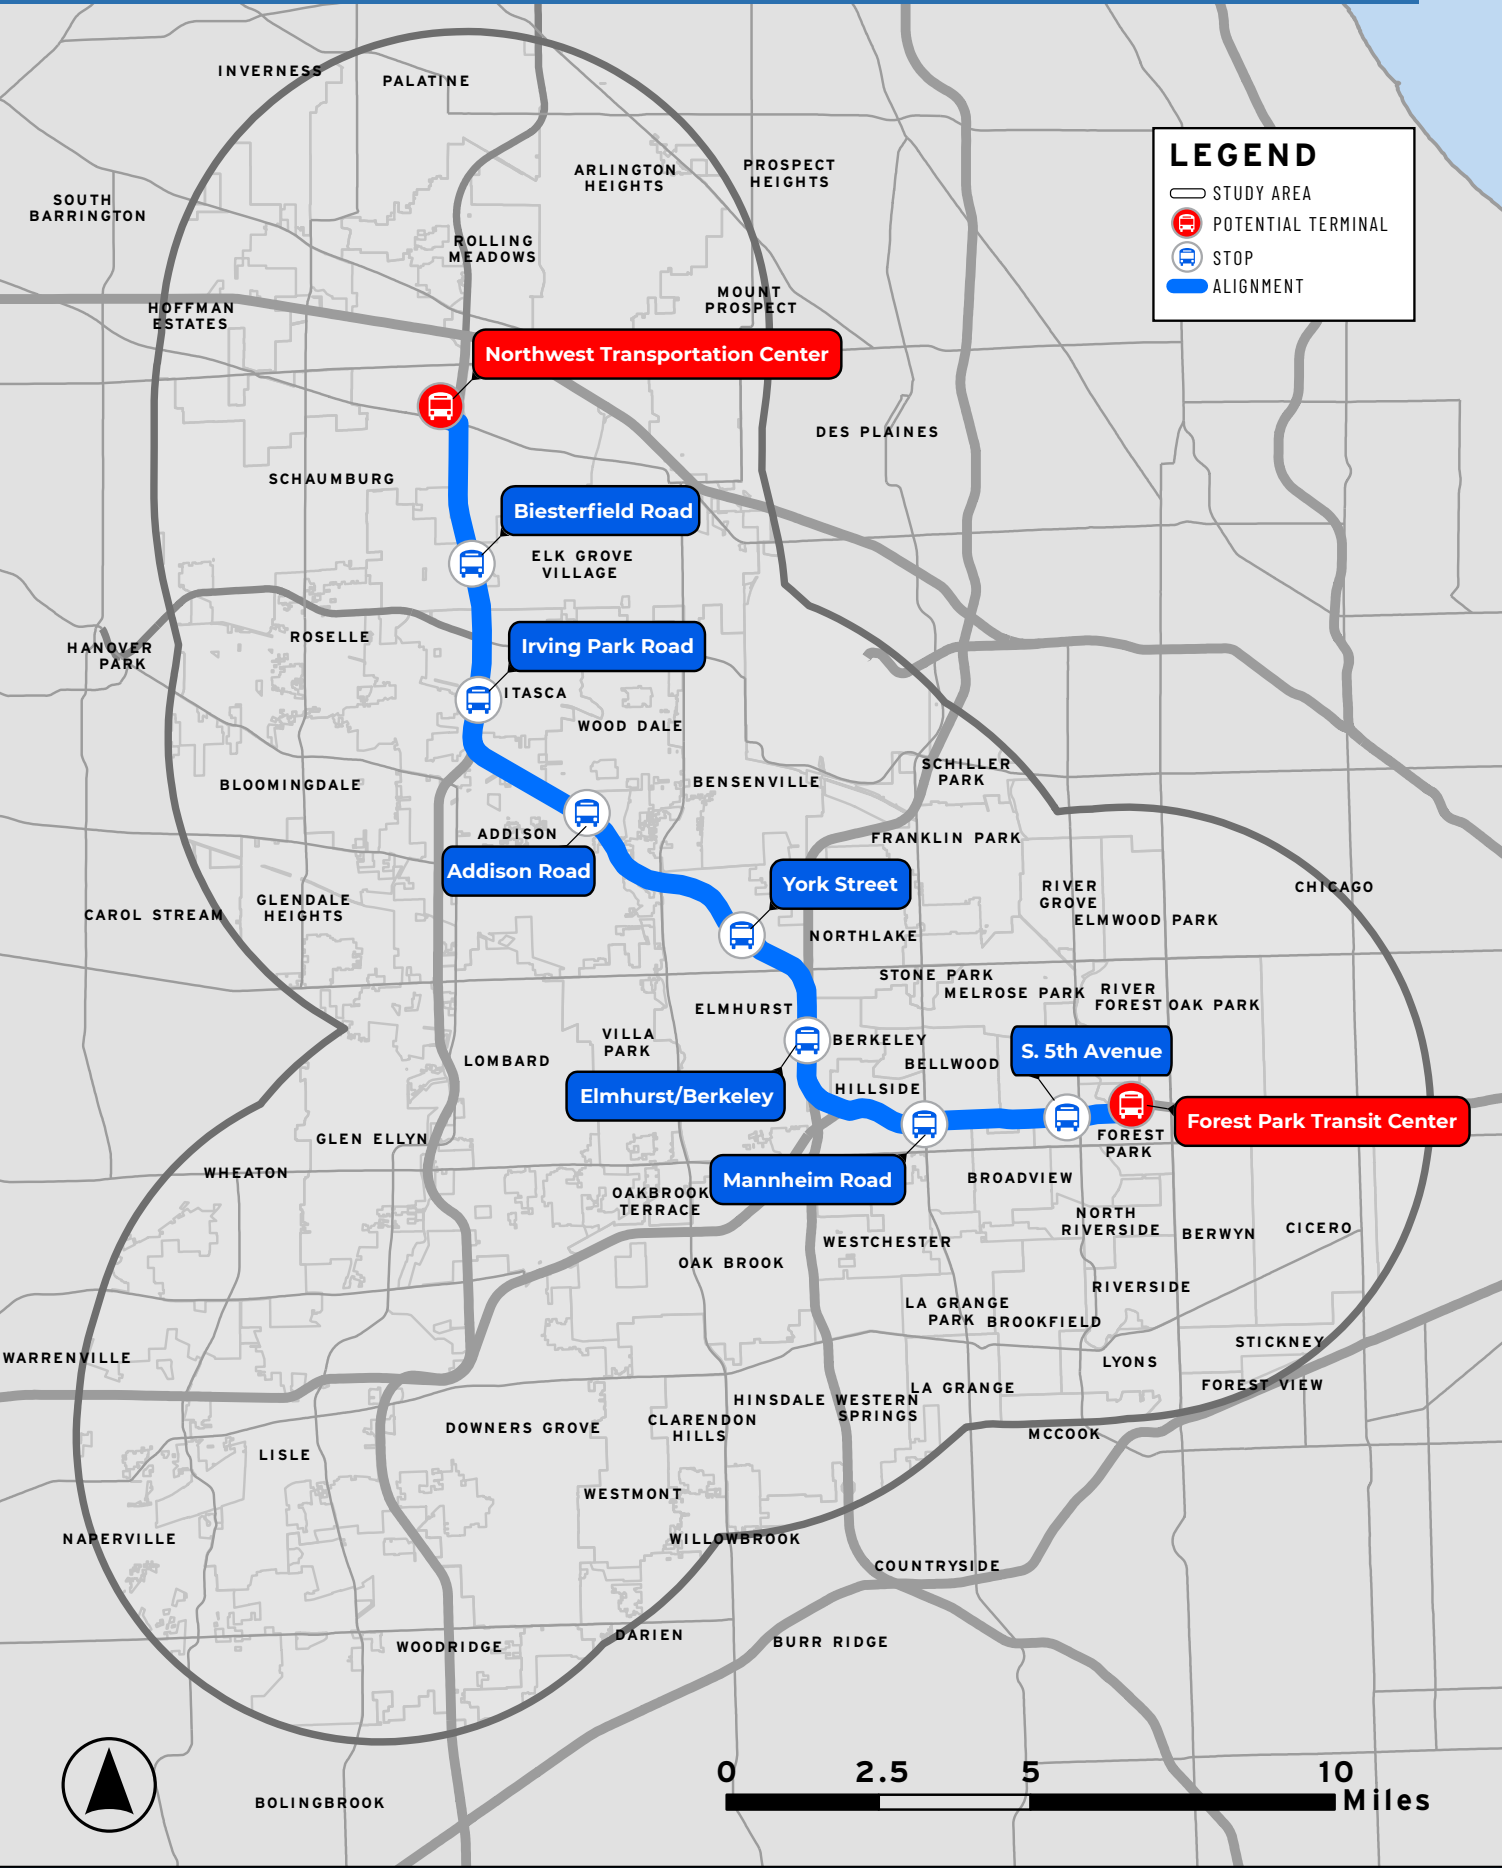 INVERNESS
PALATINE
ARLINGTON
HEIGHTS
PROSPECT
HEIGHTS
SOUTH
BARRINGTON
LEGEND
STUDY AREA
POTENTIAL TERMINAL
STOP
ALIGNMENT
ROLLING
MEADOWS
HOFFMAN
ESTATES
MOUNT
PROSPECT
Northwest Transportation Center
DES PLAINES
SCHAUMBURG
Biesterfield Road
ELK GROVE
VILLAGE
HANOVER
PARK
ROSELLE
Irving Park Road
ITASCA
WOOD DALE
BLOOMINGDALE
BENSENVILLE
SCHILLER
PARK
ADDISON
Addison Road
FRANKLIN PARK
York Street
RIVER
GROVE
CHICAGO
CAROL STREAM
GLENDALE
HEIGHTS
ELMWOOD PARK
NORTHLAKE
STONE PARK
MELROSE PARK
RIVER
FOREST
OAK PARK
ELMHURST
VILLA
PARK
BERKELEY
LOMBARD
BELLWOOD
S. 5th Avenue
Elmhurst/Berkeley
HILLSIDE
Forest Park Transit Center
FOREST
PARK
GLEN ELLYN
WHEATON
Mannheim Road
BROADVIEW
OAKBROOK
TERRACE
NORTH
RIVERSIDE
BERWYN
CICERO
WESTCHESTER
OAK BROOK
RIVERSIDE
LA GRANGE
PARK
BROOKFIELD
STICKNEY
WARRENVILLE
LYONS
FOREST VIEW
LA GRANGE
HINSDALE
WESTERN
SPRINGS
CLARENDON
HILLS
DOWNERS GROVE
MCCOOK
LISLE
WESTMONT
NAPERVILLE
WILLOWBROOK
COUNTRYSIDE
WOODRIDGE
DARIEN
BURR RIDGE
BOLINGBROOK
0 2.5 5 10
Miles